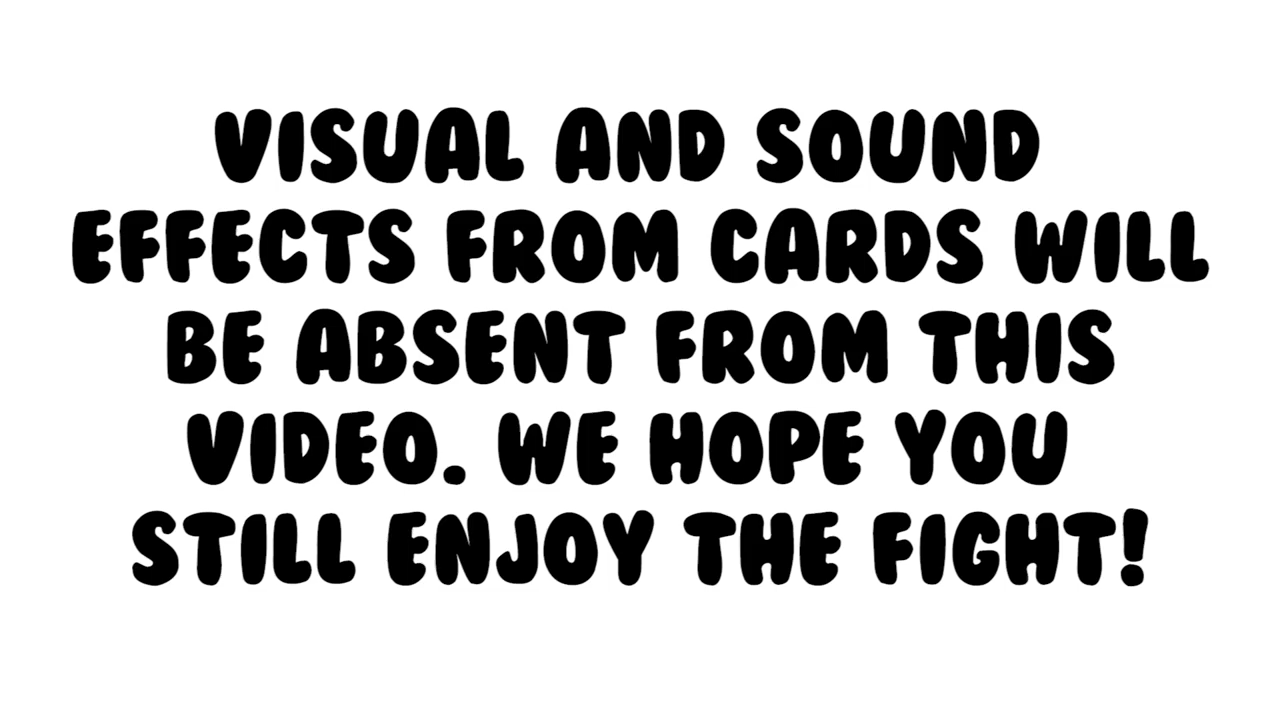 VISUAL AND SOUND
EFFECTS FROM CARDS WILL
BE ABSENT FROM THIS
VIDEO. WE HOPE YOU
STILL ENJOY THE FIGHT!